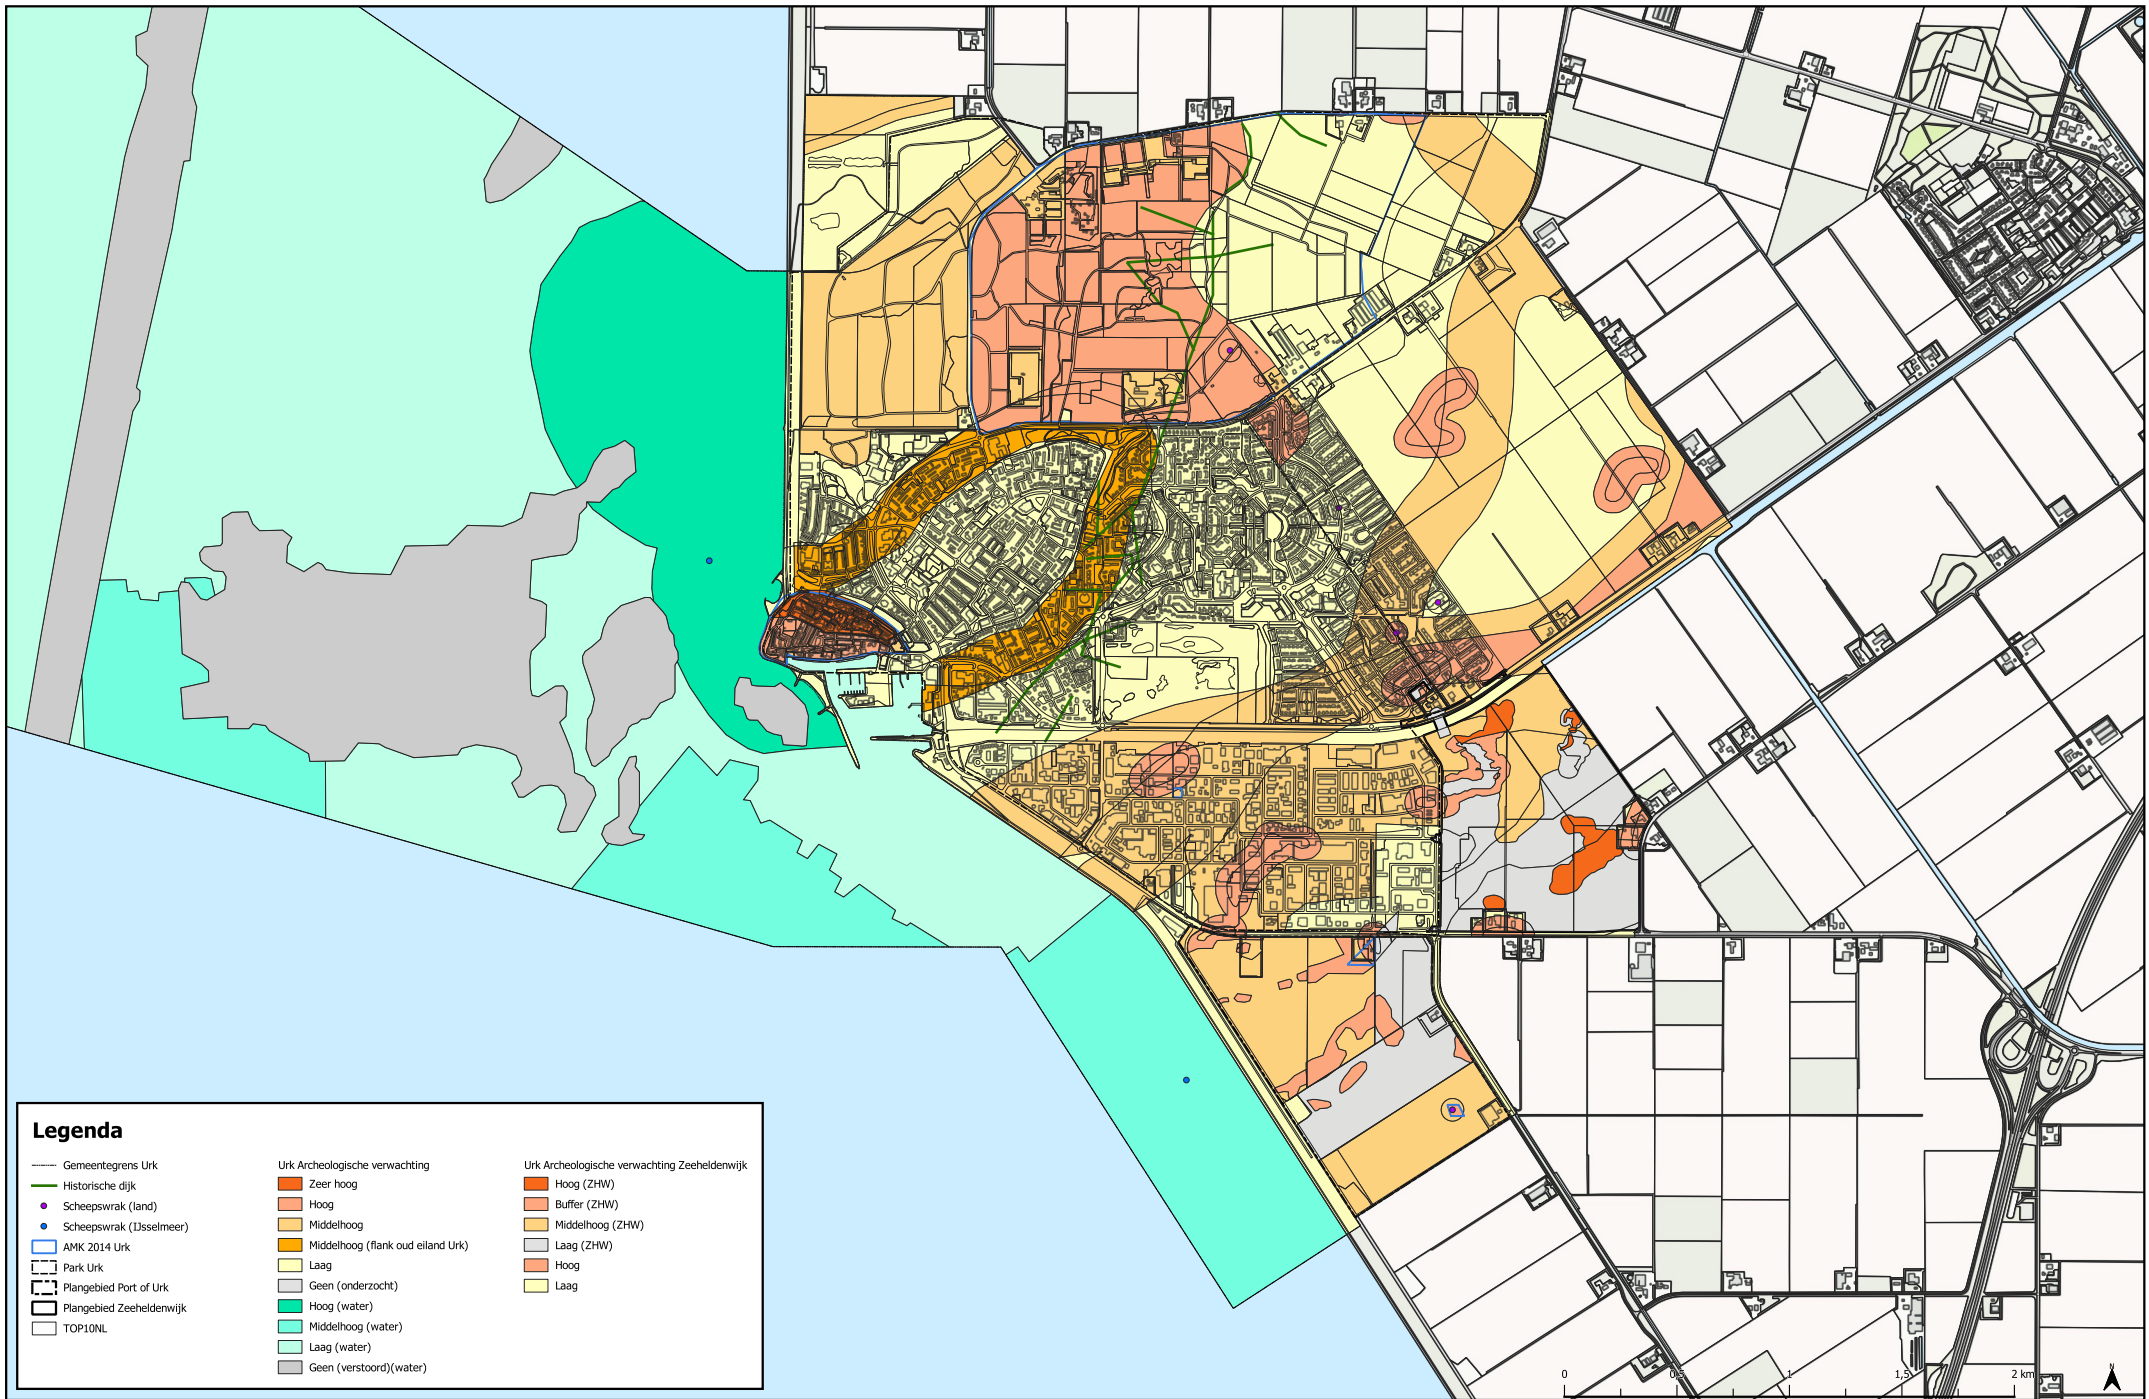 Legenda
Gemeentegrens Urk
Historische dijk
Scheepswrak (land)
Scheepswrak (IJsselmeer)
AMK 2014 Urk
Park Urk
Plangebied Port of Urk
Plangebied Zeeheldenwijk
TOP10NL
Urk Archeologische verwachting
Zeer hoog
Hoog
Middelhoog
Middelhoog (flank oud eiland Urk)
Laag
Geen (onderzocht)
Hoog (water)
Middelhoog (water)
Laag (water)
Geen (verstoord)(water)
Urk Archeologische verwachting Zeeheldenwijk
Hoog (ZHW)
Buffer (ZHW)
Middelhoog (ZHW)
Laag (ZHW)
Hoog
Laag
0 0,5 1 1,5 2 km
N